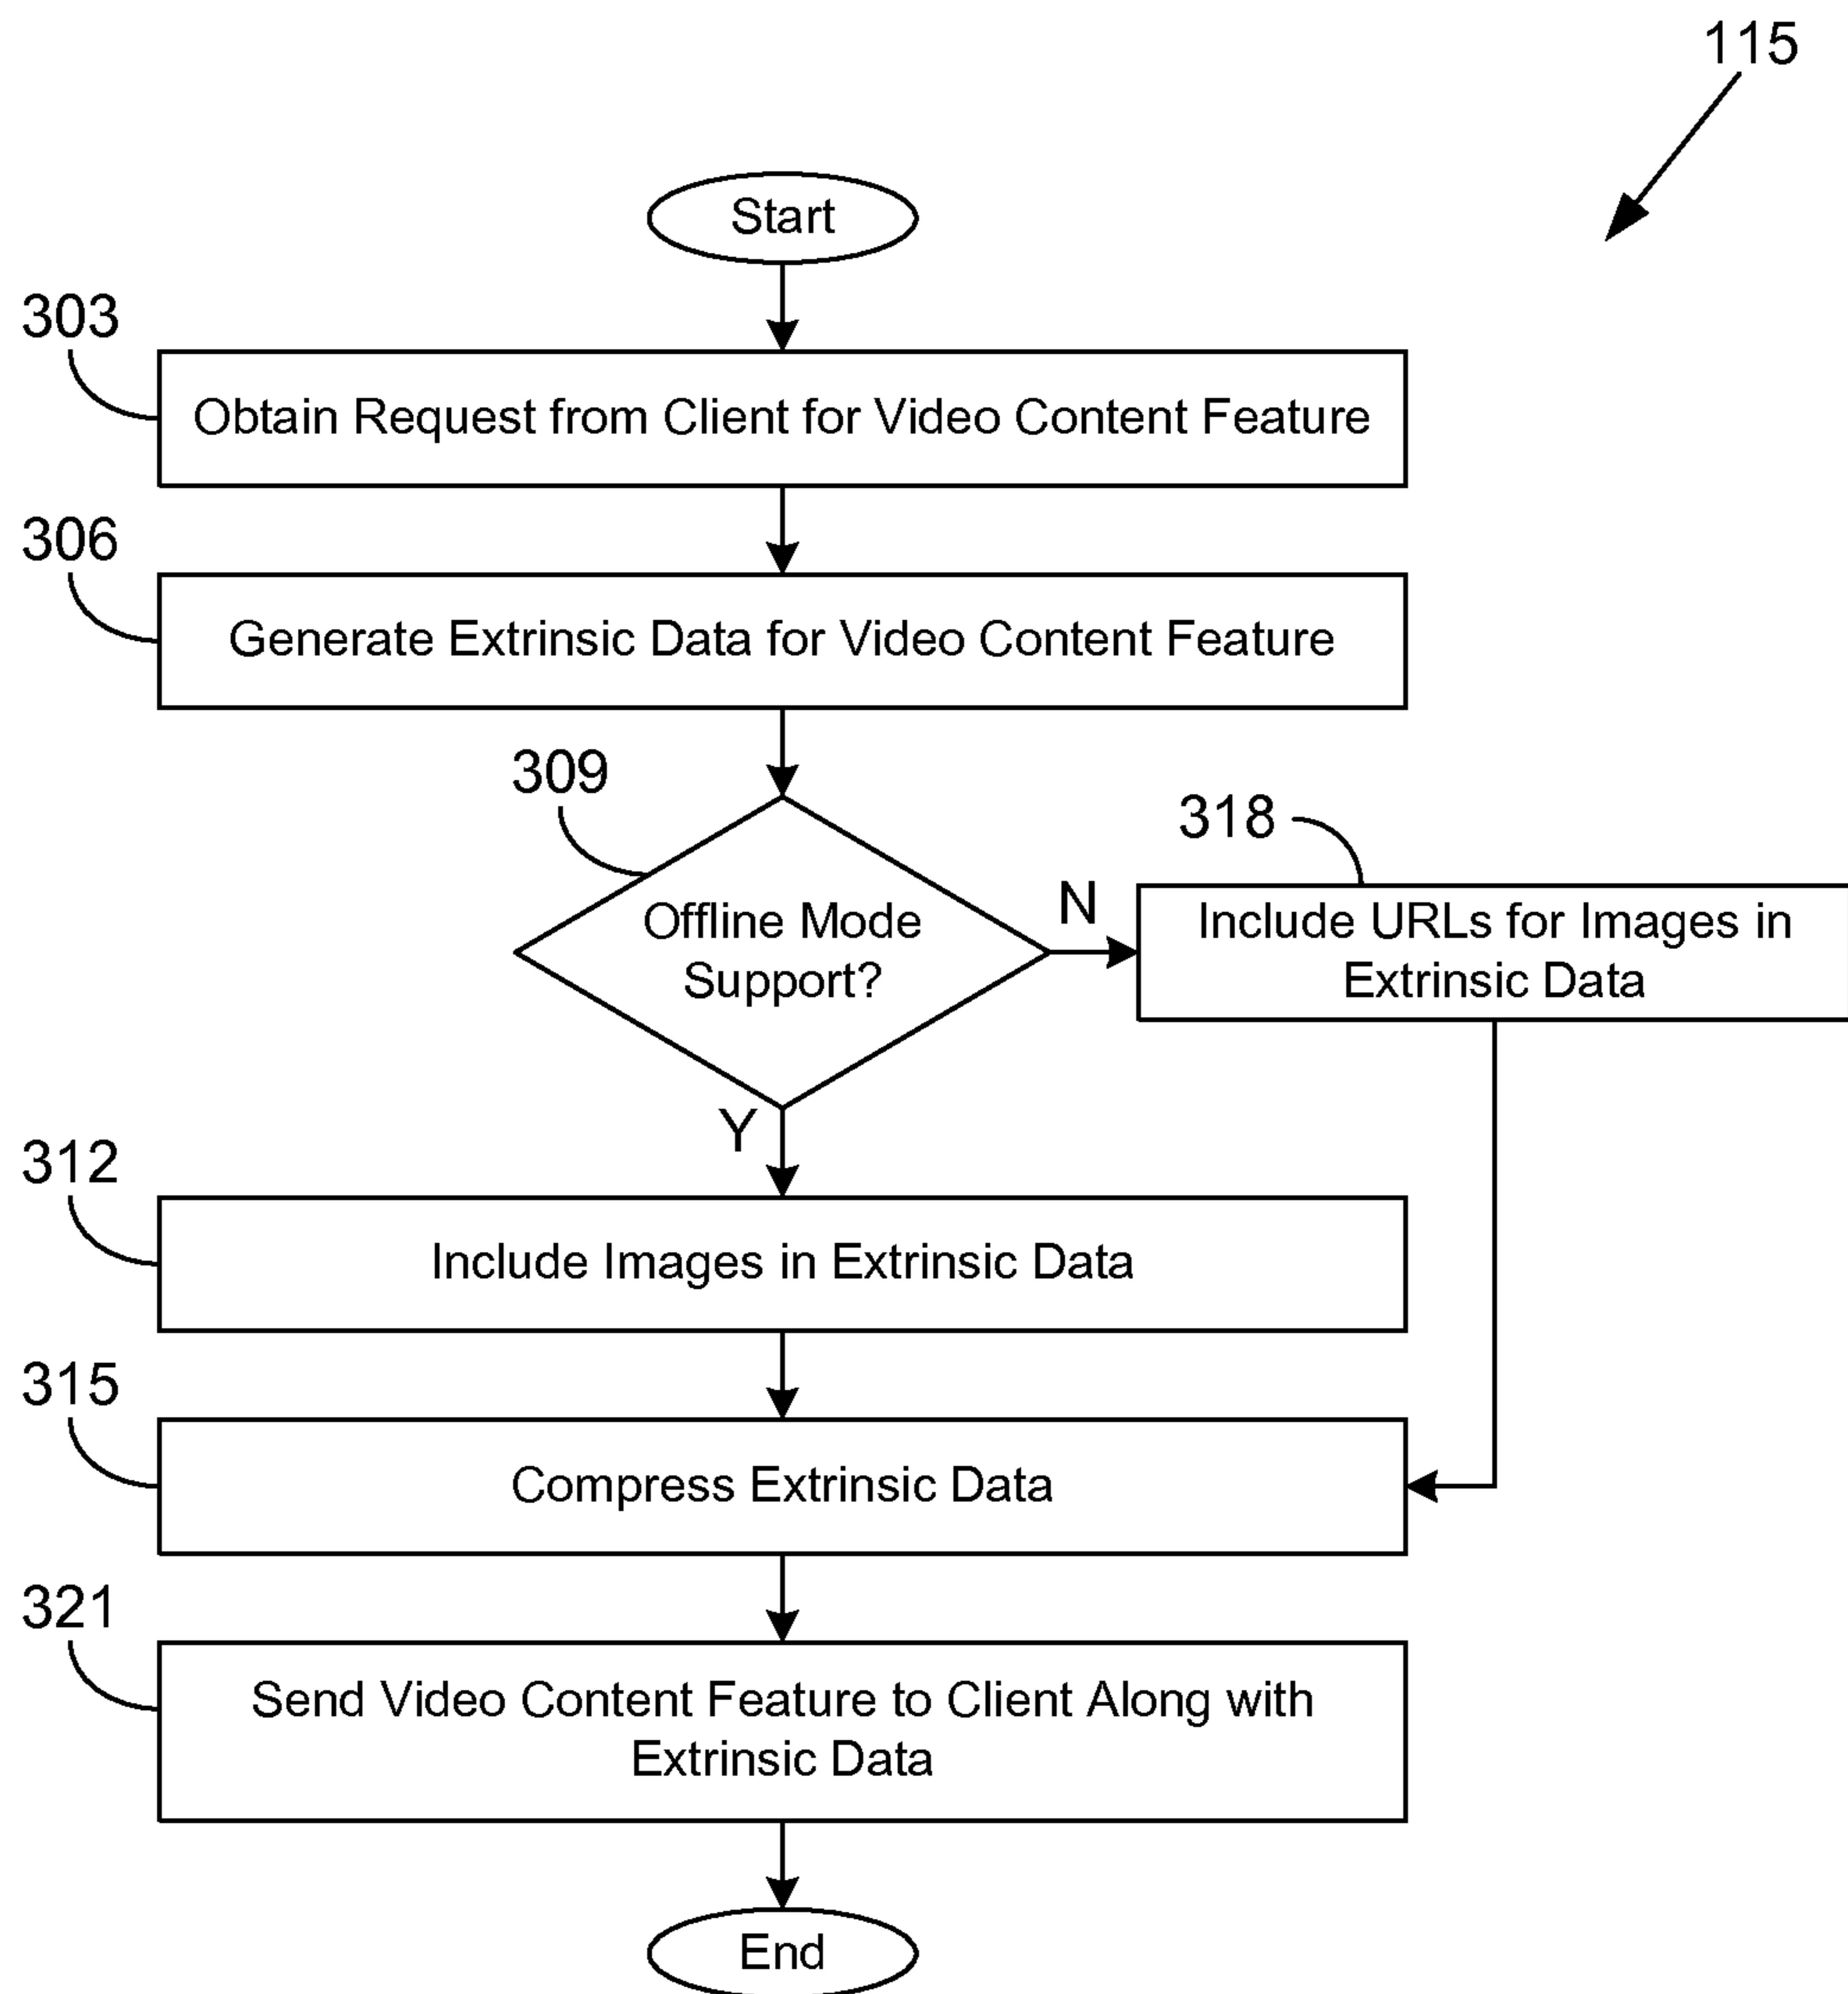 115
Start
303
Obtain Request from Client for Video Content Feature
306
Generate Extrinsic Data for Video Content Feature
309
Offline Mode
Support?
N
318
Include URLs for Images in
Extrinsic Data
Y
312
Include Images in Extrinsic Data
315
Compress Extrinsic Data
321
Send Video Content Feature to Client Along with
Extrinsic Data
End